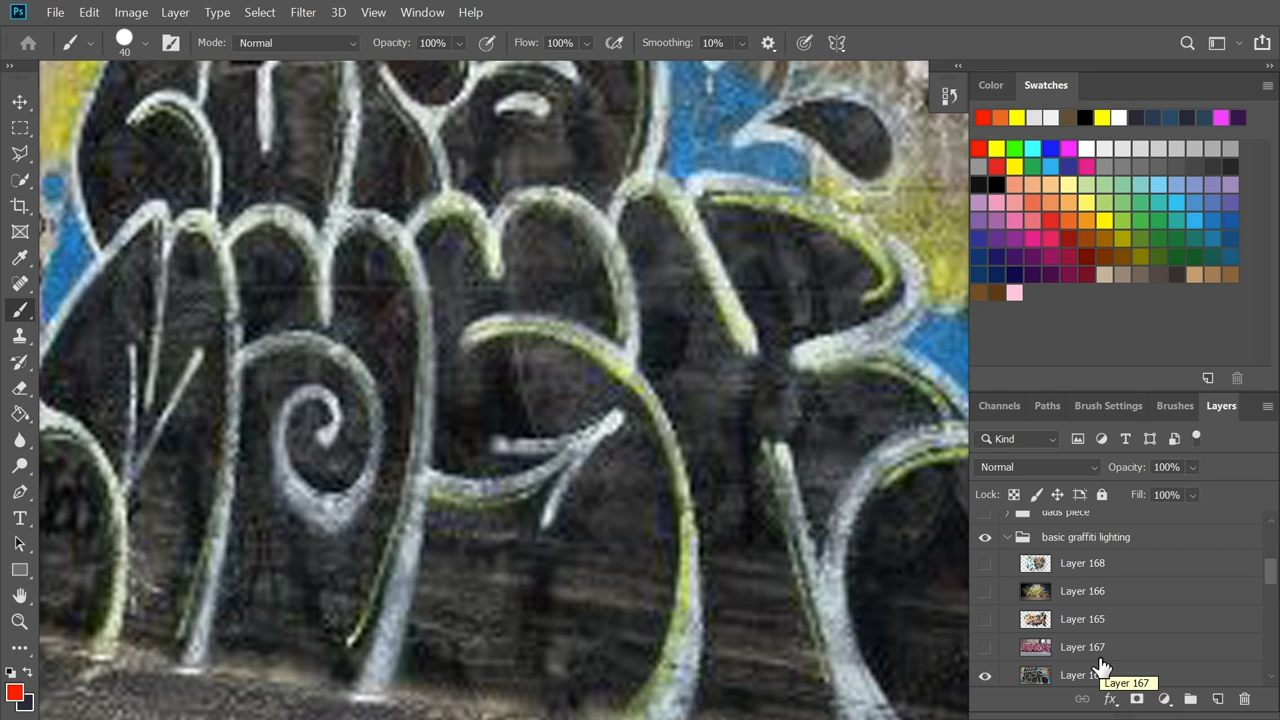 Ps File Edit Image Layer Type Select Filter 3D View Window Help
40 Mode: Normal Opacity: 100% Flow: 100% Smoothing: 10%
Color Swatches
Channels Paths Brush Settings Brushes Layers
Kind
Normal Opacity: 100%
Lock: Fill: 100%
dads piece
basic graffiti lighting
Layer 168
Layer 166
Layer 165
Layer 167
Layer
Layer 167